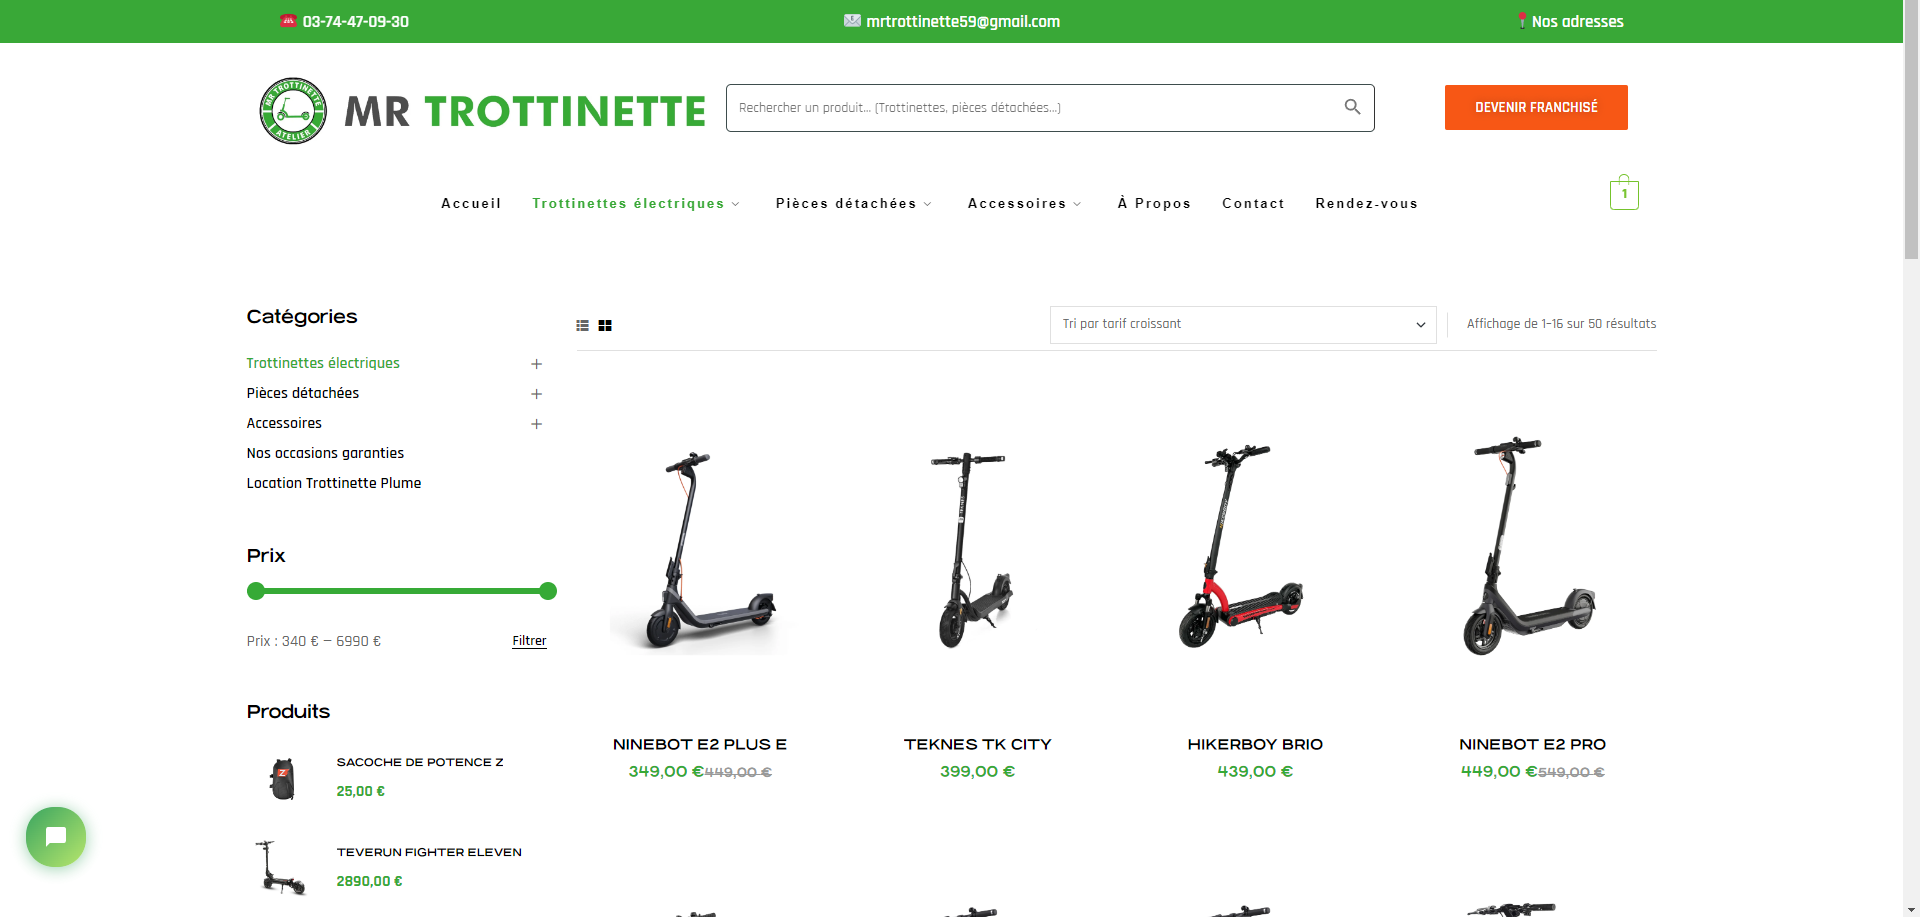 03-74-47-09-30
mrtrottinette59@gmail.com
Nos adresses
MR TROTTINETTE
ATELIER
MR TROTTINETTE
Rechercher un produit... (Trottinettes, pièces détachées...)
DEVENIR FRANCHISÉ
Accueil
Trottinettes électriques
Pièces détachées
Accessoires
À Propos
Contact
Rendez-vous
1
Catégories
Trottinettes électriques
Pièces détachées
Accessoires
Nos occasions garanties
Location Trottinette Plume
Prix
Prix : 340 € — 6990 €
Filtrer
Produits
SACOCHE DE POTENCE Z
25,00 €
TEVERUN FIGHTER ELEVEN
2890,00 €
Tri par tarif croissant
Affichage de 1–16 sur 50 résultats
NINEBOT E2 PLUS E
349,00 €449,00 €
TEKNES TK CITY
399,00 €
HIKERBOY BRIO
439,00 €
NINEBOT E2 PRO
449,00 €549,00 €